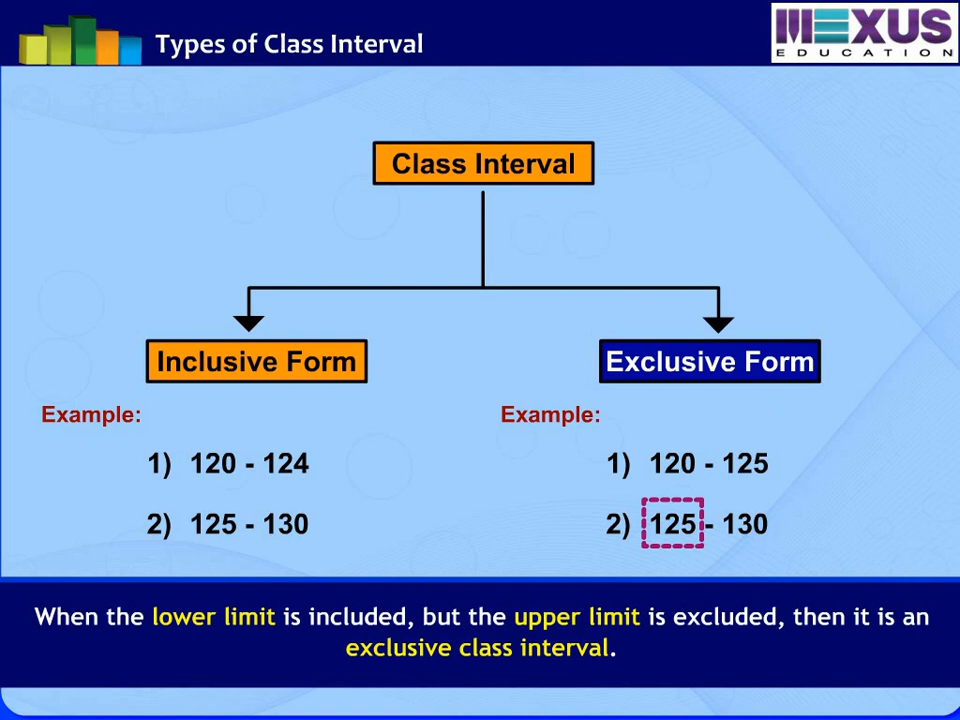 Types of Class Interval
MEXUS
EDUCATION
Class Interval
Inclusive Form
Exclusive Form
Example:
Example:
1) 120 - 124
1) 120 - 125
2) 125 - 130
2) 125 - 130
When the lower limit is included, but the upper limit is excluded, then it is an
exclusive class interval.